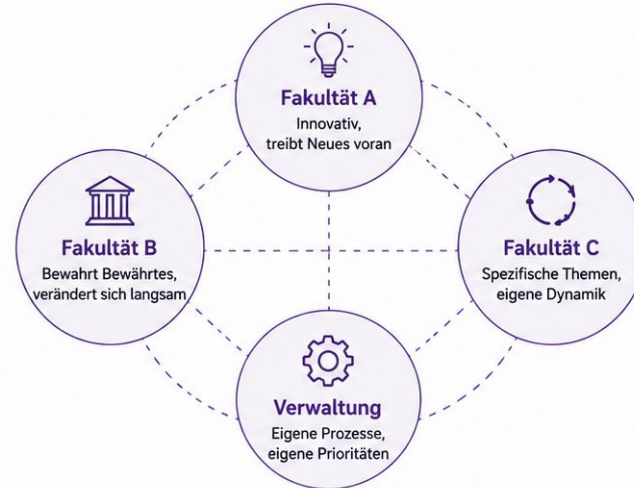 Fakultät A
Innovativ,
treibt Neues voran
Fakultät B
Bewahrt Bewährtes,
verändert sich langsam
Fakultät C
Spezifische Themen,
eigene Dynamik
Verwaltung
Eigene Prozesse,
eigene Prioritäten